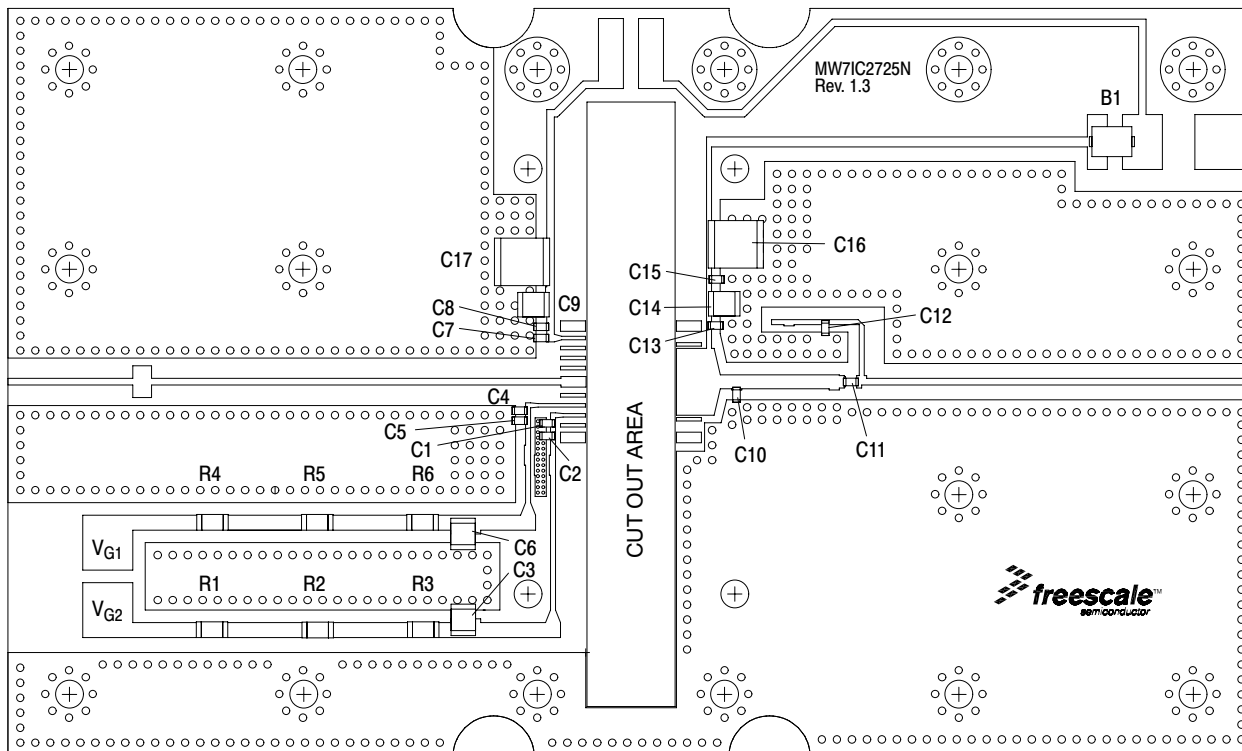 MW7IC2725N
Rev. 1.3
B1
C17
C16
C15
C9
C14
C8
C12
C7
C13
C4
C5
C1
C2
C10
C11
R4 R5 R6
CUT OUT AREA
VG1
C6
C3
R1 R2 R3
VG2
freescale™
semiconductor